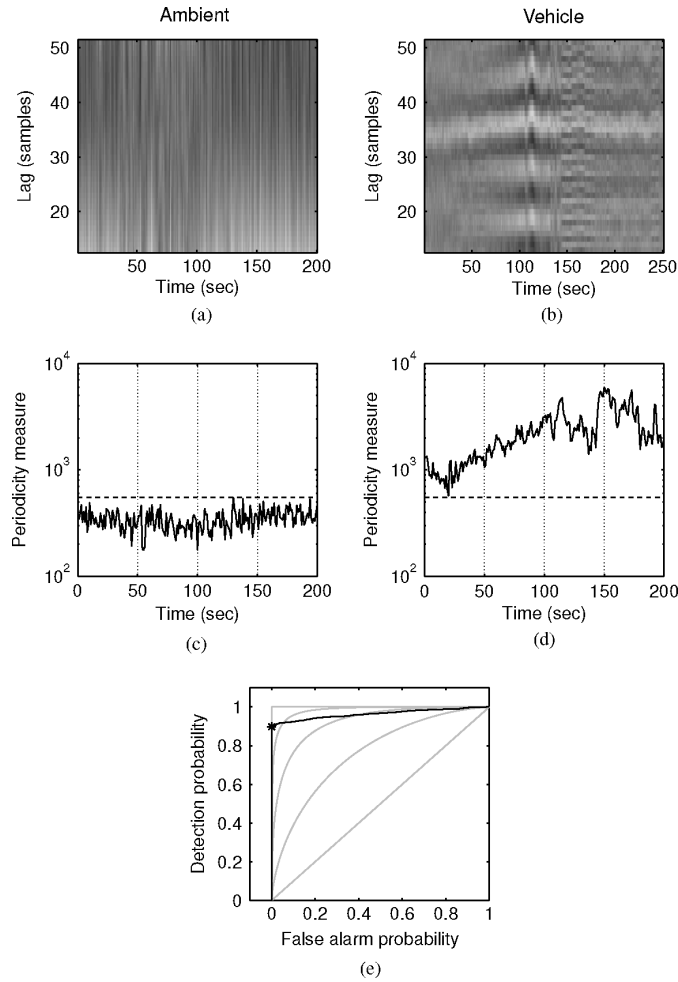 Ambient
Vehicle
50
40
30
20
Lag (samples)
50 100 150 200
Time (sec)
(a)
50
40
30
20
Lag (samples)
50 100 150 200 250
Time (sec)
(b)
10^4
10^3
10^2
Periodicity measure
0 50 100 150 200
Time (sec)
(c)
10^4
10^3
10^2
Periodicity measure
0 50 100 150 200
Time (sec)
(d)
1
0.8
0.6
0.4
0.2
0
Detection probability
0 0.2 0.4 0.6 0.8 1
False alarm probability
(e)